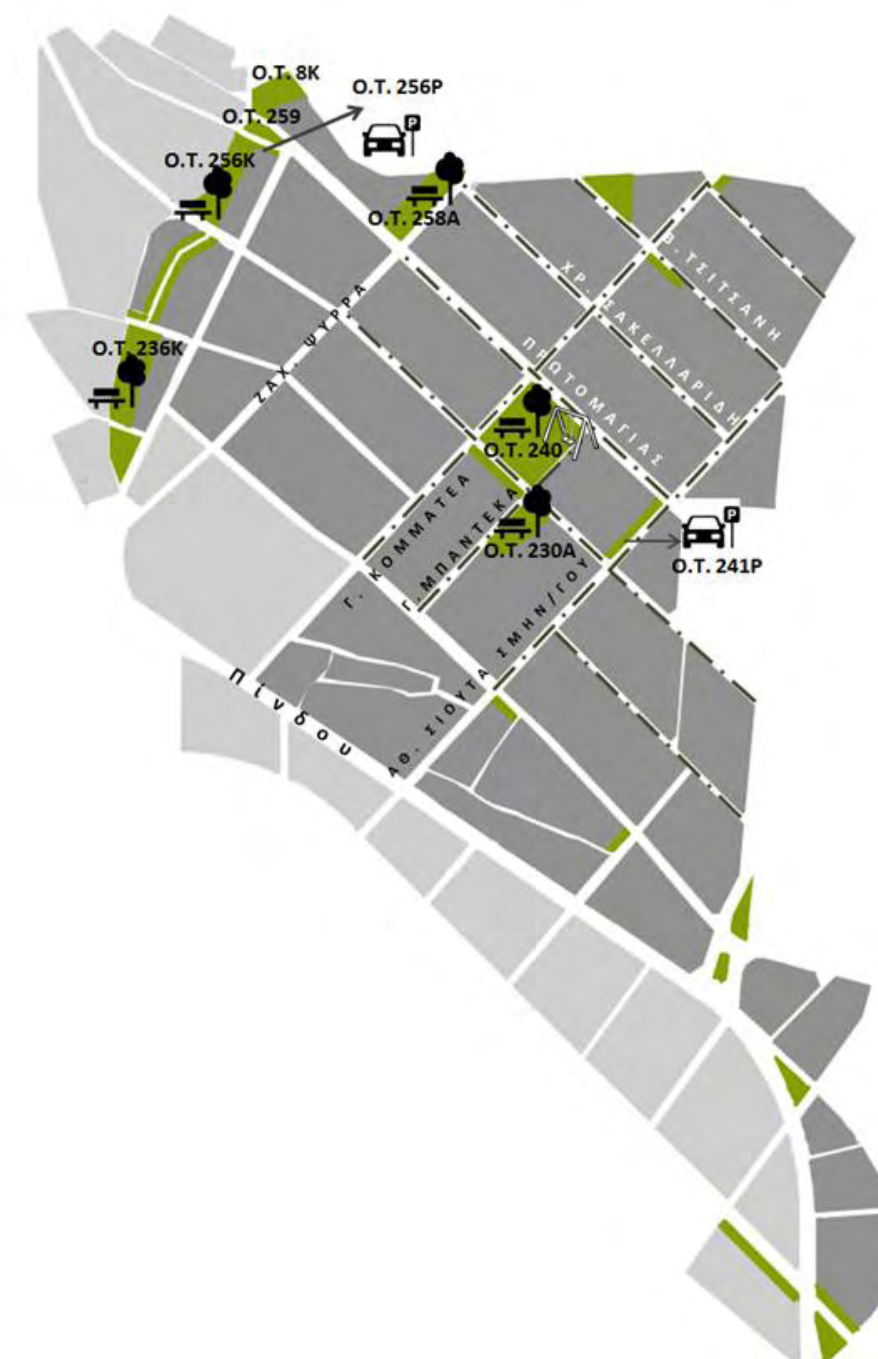 Ο.Τ. 8Κ
Ο.Τ. 256Ρ
P
Ο.Τ. 259
Ο.Τ. 256Κ
Ο.Τ. 258Α
Β. ΤΣΙΤΣΑΝΗ
ΧΡ. ΣΑΚΕΛΛΑΡΙΔΗ
ΖΑΧ. ΨΥΡΡΑ
ΠΡΩΤΟΜΑΓΙΑΣ
Ο.Τ. 236Κ
Ο.Τ. 240
Γ. ΚΟΜΜΑΤΕΑ
Γ. ΜΠΑΝΤΕΚΑ
P
Ο.Τ. 230Α
Ο.Τ. 241Ρ
ΑΘ. ΣΙΟΥΤΑ ΣΜΗΝ/ΓΟΥ
Πίνδου